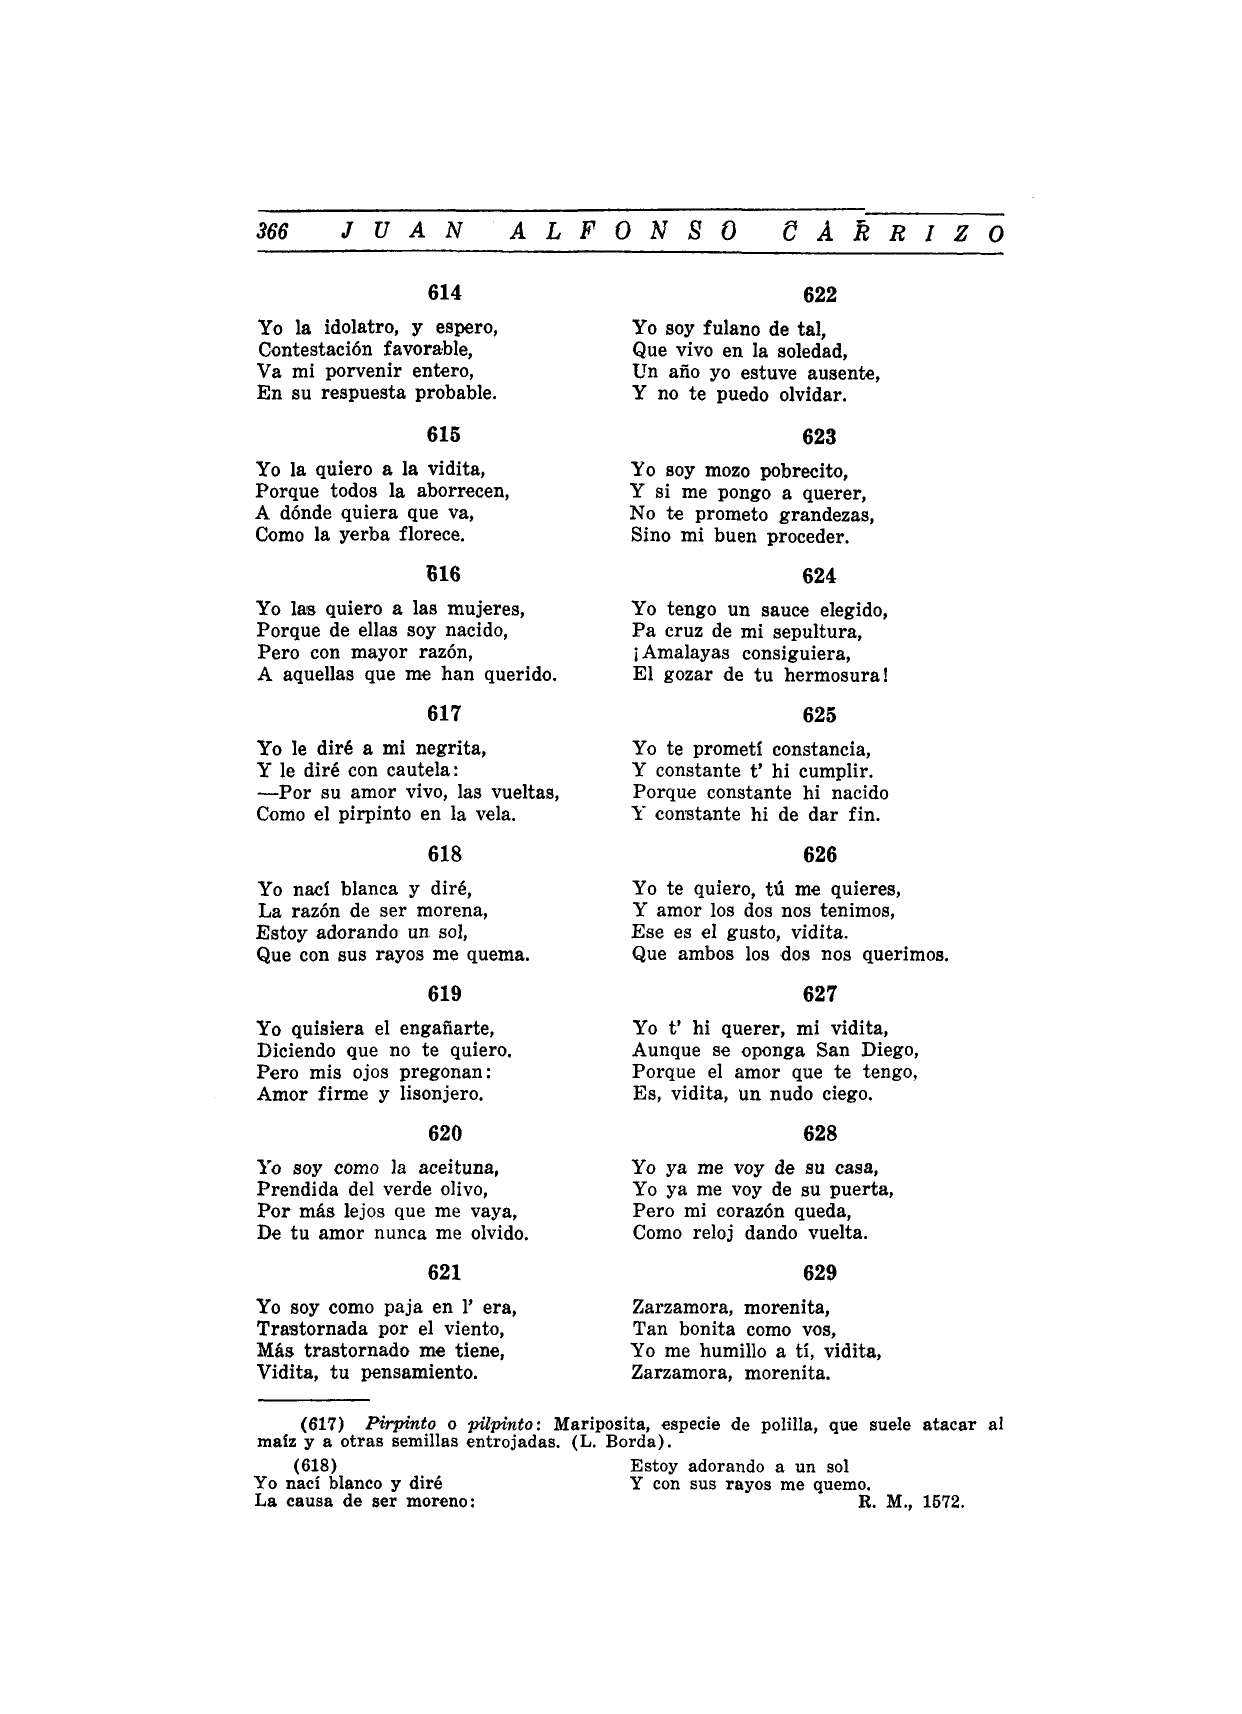 366 JUAN ALFONSO CARRIZO
614
Yo la idolatro, y espero,
Contestación favorable,
Va mi porvenir entero,
En su respuesta probable.
615
Yo la quiero a la vidita,
Porque todos la aborrecen,
A dónde quiera que va,
Como la yerba florece.
616
Yo las quiero a las mujeres,
Porque de ellas soy nacido,
Pero con mayor razón,
A aquellas que me han querido.
617
Yo le diré a mi negrita,
Y le diré con cautela:
—Por su amor vivo, las vueltas,
Como el pirpinto en la vela.
618
Yo nací blanca y diré,
La razón de ser morena,
Estoy adorando un sol,
Que con sus rayos me quema.
619
Yo quisiera el engañarte,
Diciendo que no te quiero.
Pero mis ojos pregonan:
Amor firme y lisonjero.
620
Yo soy como la aceituna,
Prendida del verde olivo,
Por más lejos que me vaya,
De tu amor nunca me olvido.
621
Yo soy como paja en l' era,
Trastornada por el viento,
Más trastornado me tiene,
Vidita, tu pensamiento.
622
Yo soy fulano de tal,
Que vivo en la soledad,
Un año yo estuve ausente,
Y no te puedo olvidar.
623
Yo soy mozo pobrecito,
Y si me pongo a querer,
No te prometo grandezas,
Sino mi buen proceder.
624
Yo tengo un sauce elegido,
Pa cruz de mi sepultura,
¡Amalayas consiguiera,
El gozar de tu hermosura!
625
Yo te prometí constancia,
Y constante t' hi cumplir.
Porque constante hi nacido
Y constante hi de dar fin.
626
Yo te quiero, tú me quieres,
Y amor los dos nos tenimos,
Ese es el gusto, vidita.
Que ambos los dos nos querimos.
627
Yo t' hi querer, mi vidita,
Aunque se oponga San Diego,
Porque el amor que te tengo,
Es, vidita, un nudo ciego.
628
Yo ya me voy de su casa,
Yo ya me voy de su puerta,
Pero mi corazón queda,
Como reloj dando vuelta.
629
Zarzamora, morenita,
Tan bonita como vos,
Yo me humillo a tí, vidita,
Zarzamora, morenita.
(617) Pirpinto o pilpinto: Mariposita, especie de polilla, que suele atacar al
maíz y a otras semillas entrojadas. (L. Borda).
(618)
Yo nací blanco y diré
La causa de ser moreno:
Estoy adorando a un sol
Y con sus rayos me quemo.
R. M., 1572.